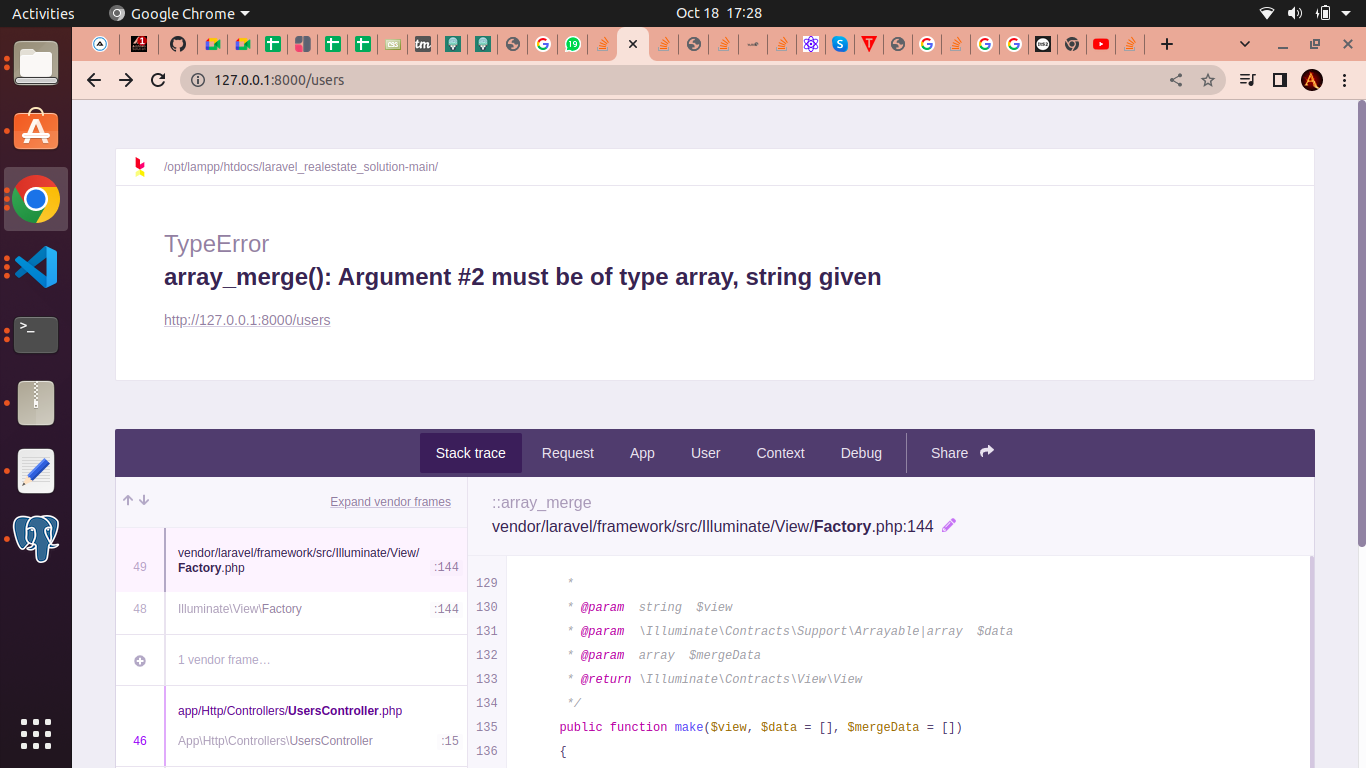 Activities
Google Chrome
Oct 18 17:28
127.0.0.1:8000/users
/opt/lampp/htdocs/laravel_realestate_solution-main/
TypeError
array_merge(): Argument #2 must be of type array, string given
http://127.0.0.1:8000/users
Stack trace
Request
App
User
Context
Debug
Share
Expand vendor frames
::array_merge
vendor/laravel/framework/src/Illuminate/View/Factory.php:144
49
vendor/laravel/framework/src/Illuminate/View/
Factory.php
:144
48
Illuminate\View\Factory
:144
1 vendor frame…
app/Http/Controllers/UsersController.php
46
App\Http\Controllers\UsersController
:15
129 *
130 * @param string $view
131 * @param \Illuminate\Contracts\Support\Arrayable|array $data
132 * @param array $mergeData
133 * @return \Illuminate\Contracts\View\View
134 */
135 public function make($view, $data = [], $mergeData = [])
136 {